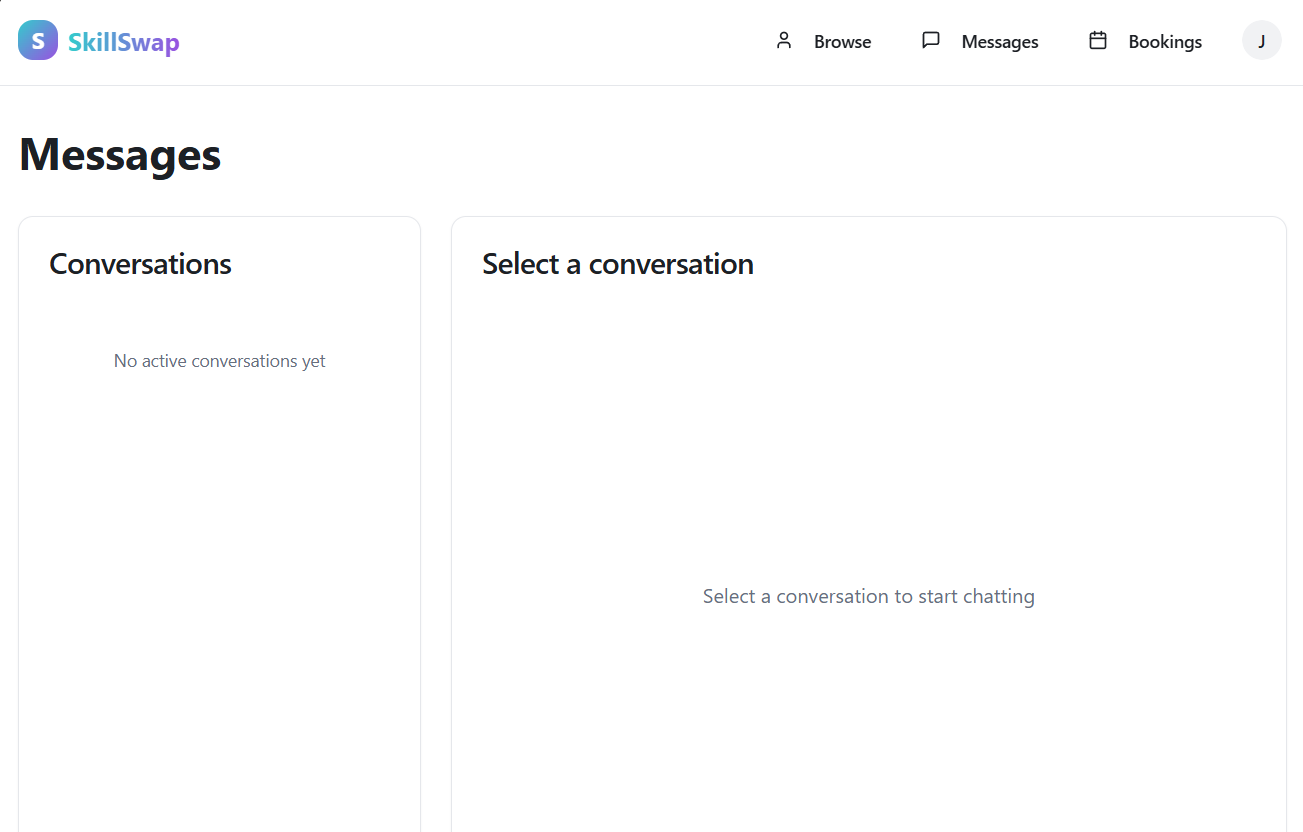 S SkillSwap Browse Messages Bookings J
Messages
Conversations
No active conversations yet
Select a conversation
Select a conversation to start chatting